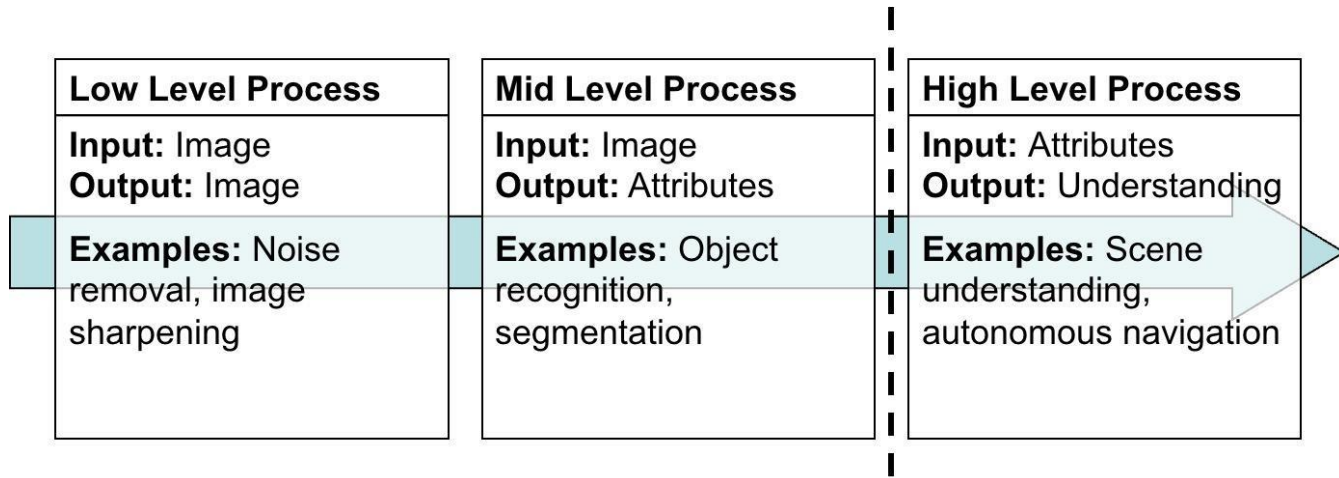 Low Level Process
Input: Image
Output: Image
Examples: Noise
removal, image
sharpening
Mid Level Process
Input: Image
Output: Attributes
Examples: Object
recognition,
segmentation
High Level Process
Input: Attributes
Output: Understanding
Examples: Scene
understanding,
autonomous navigation